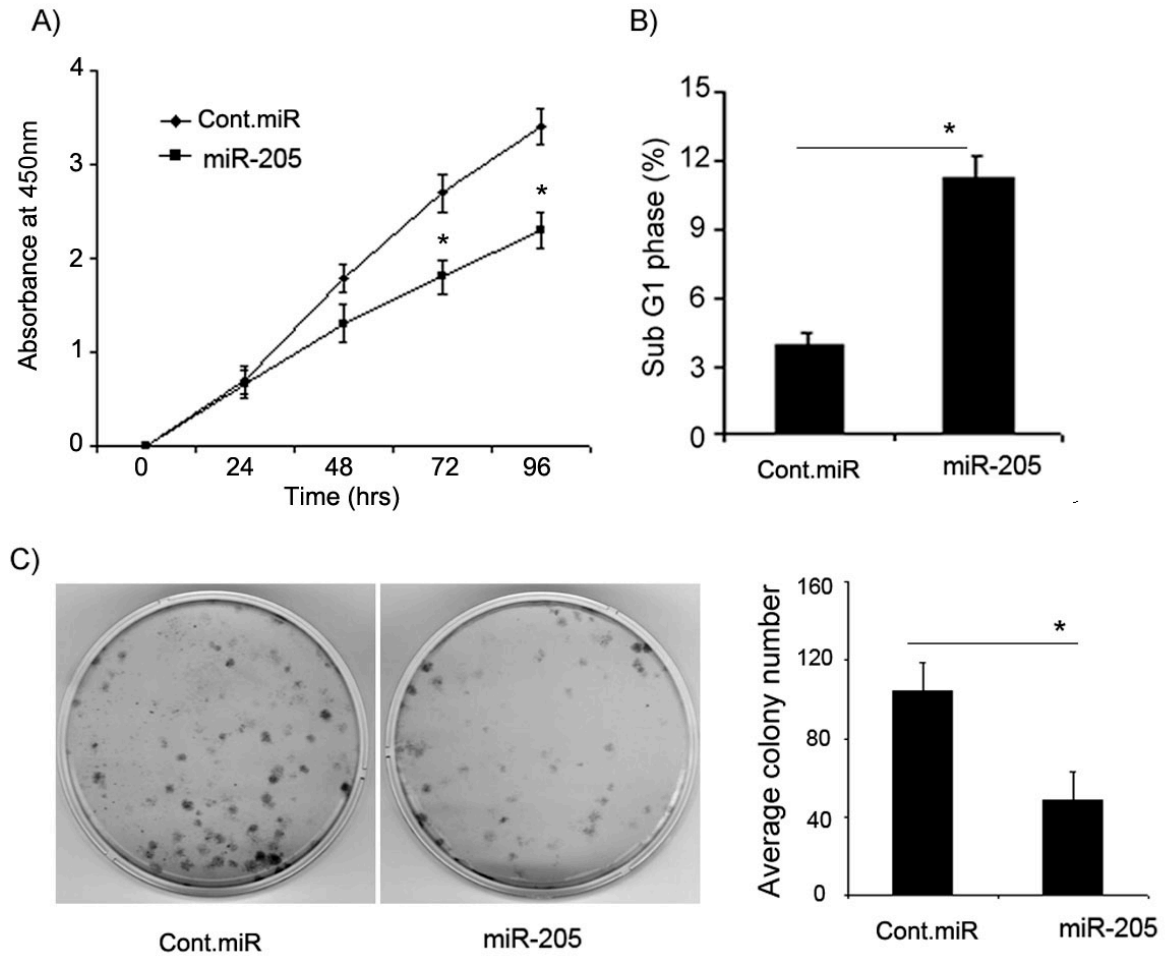 A)
Absorbance at 450nm
4
3
2
1
0
Cont.miR
miR-205
*
*
0 24 48 72 96
Time (hrs)
B)
Sub G1 phase (%)
15
12
9
6
3
0
*
Cont.miR miR-205
C)
Cont.miR miR-205
Average colony number
160
120
80
40
0
*
Cont.miR miR-205